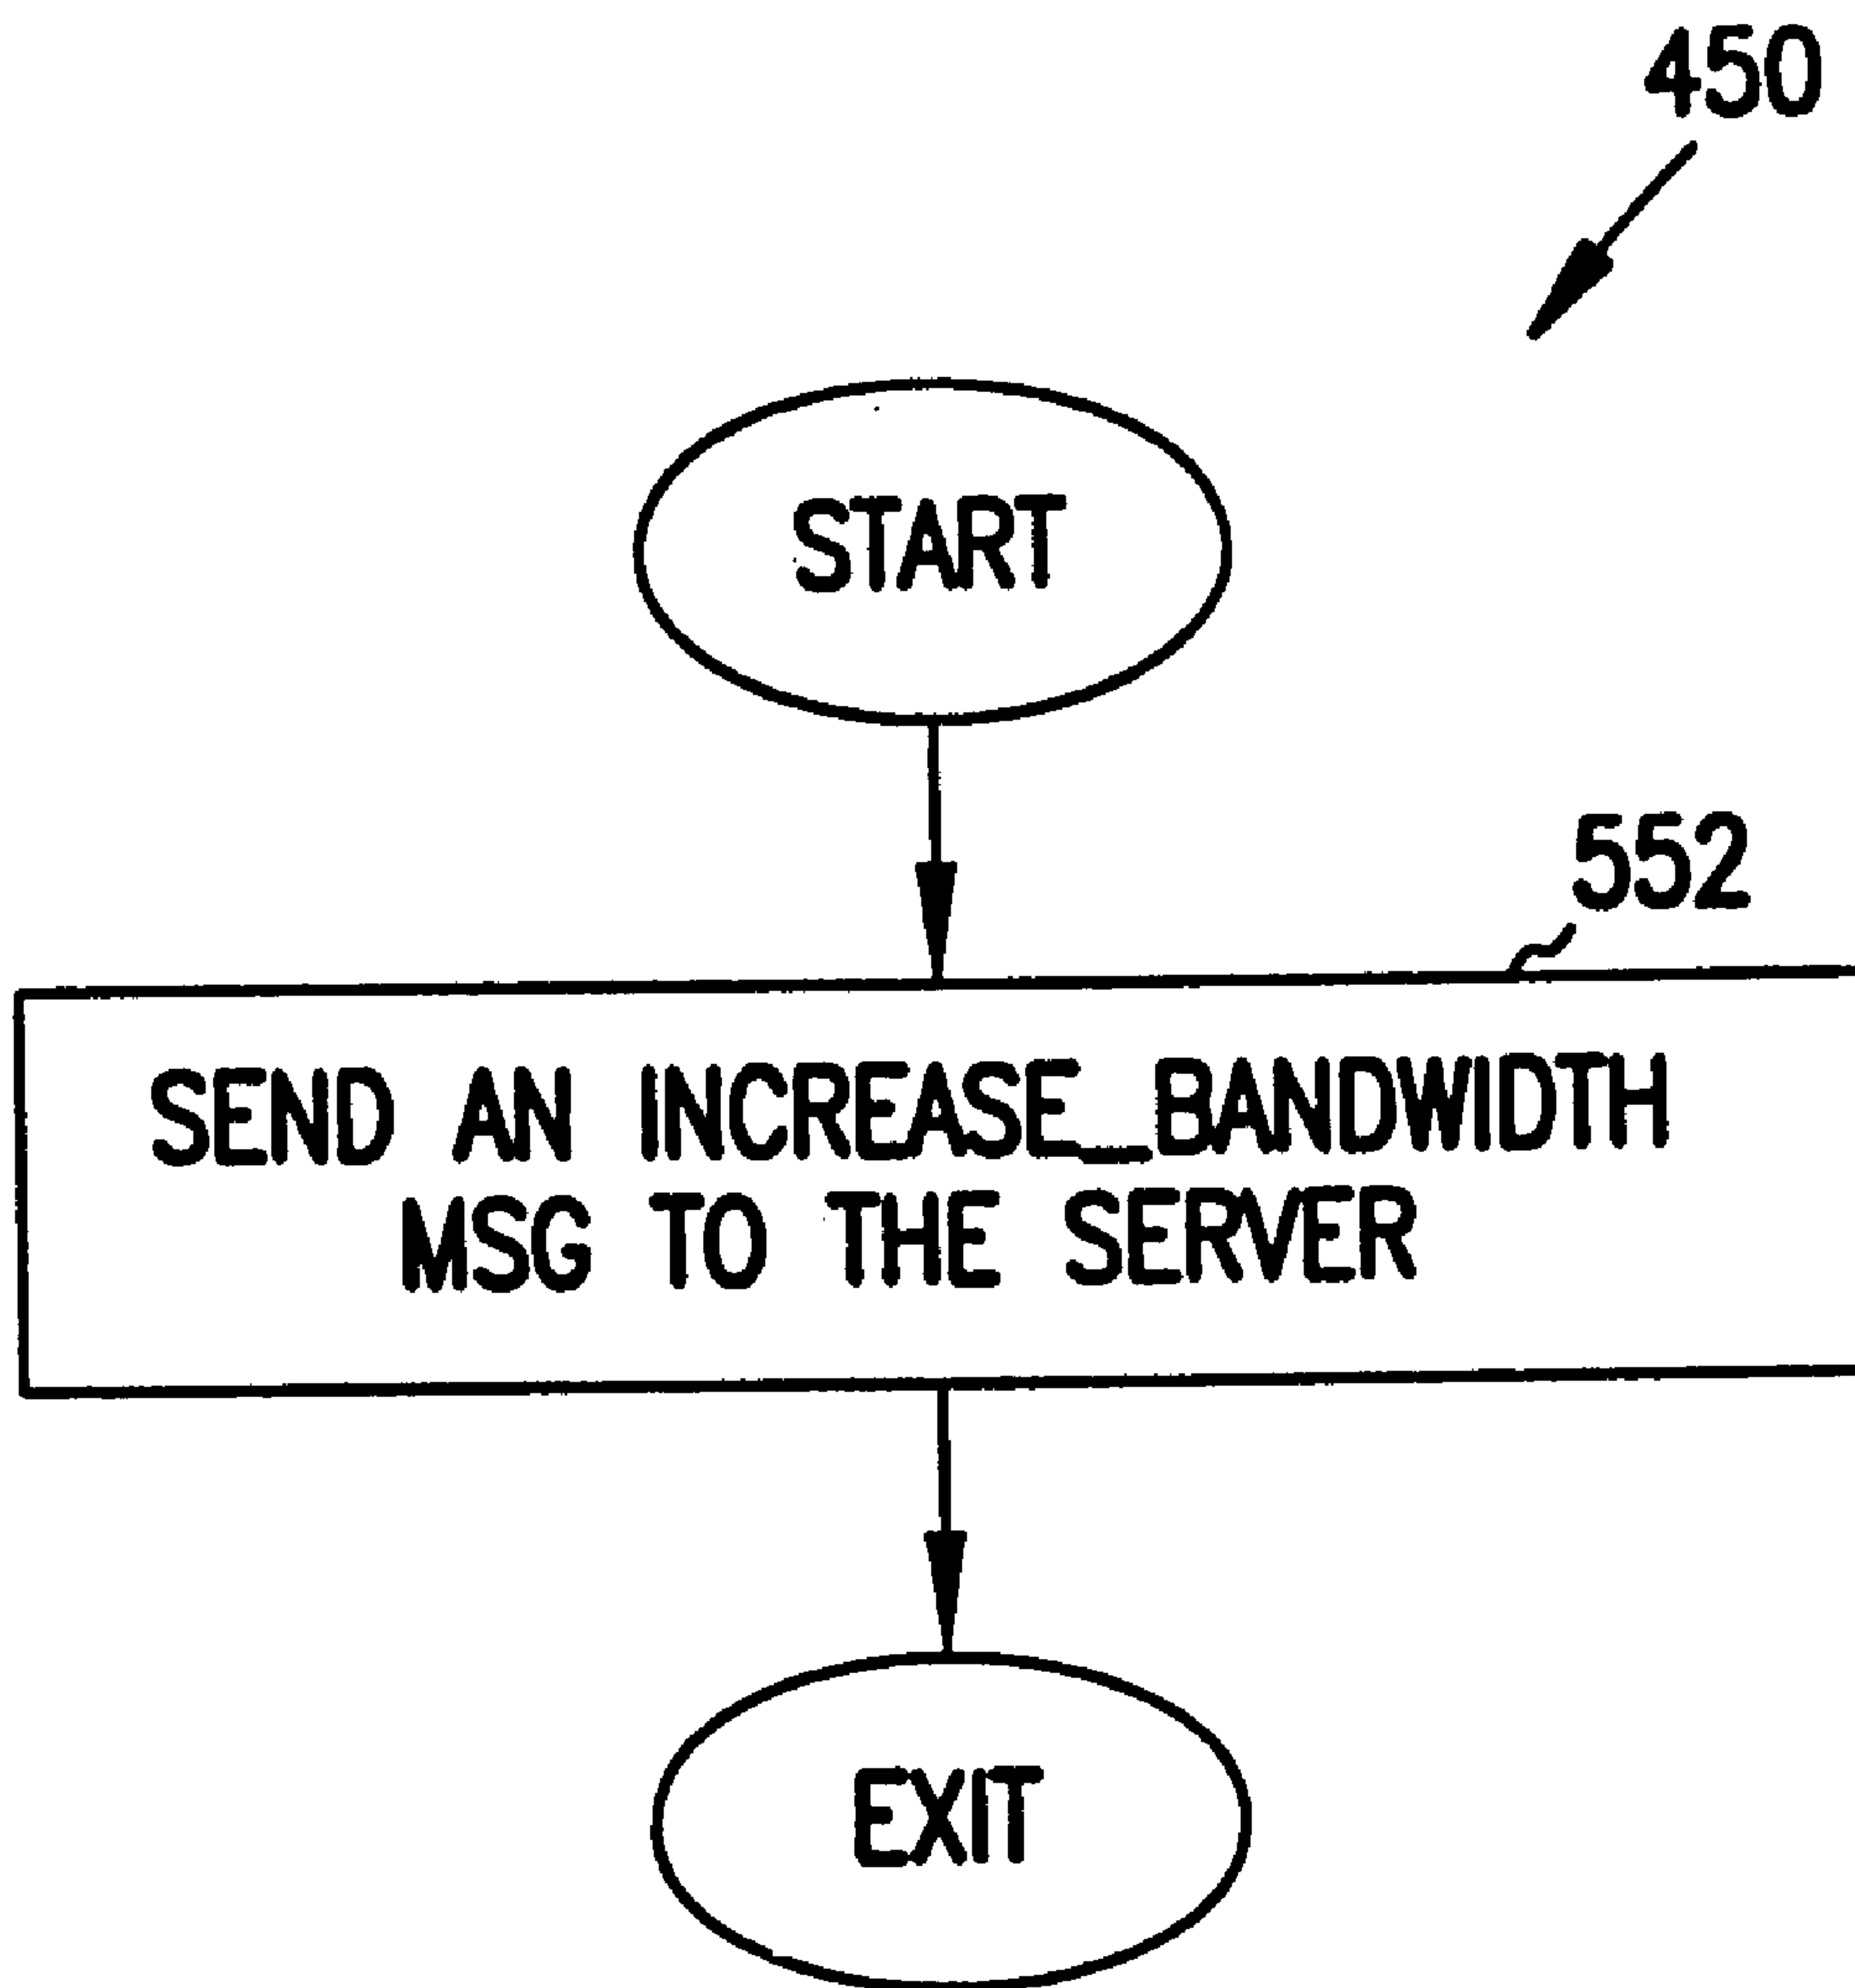 450
START
552
SEND AN INCREASE_BANDWIDTH
MSG TO THE SERVER
EXIT